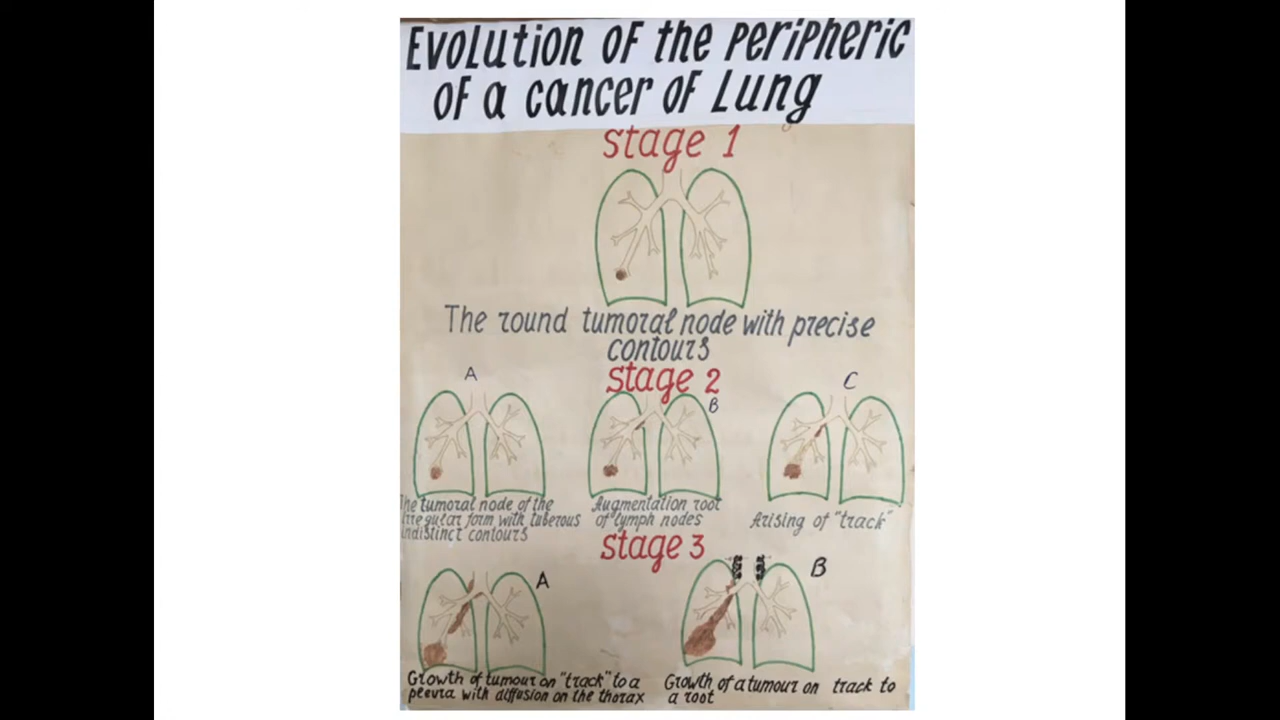 Evolution of the peripheric
of a cancer of Lung
stage 1
The round tumoral node with precise
contours
stage 2
A
The tumoral node of the
irregular form with tuberous
indistinct contours
B
Augmentation root
of lymph nodes
C
Arising of "track"
stage 3
A
Growth of tumour on "track" to a
pleura with diffusion on the thorax
B
Growth of a tumour on track to
a root